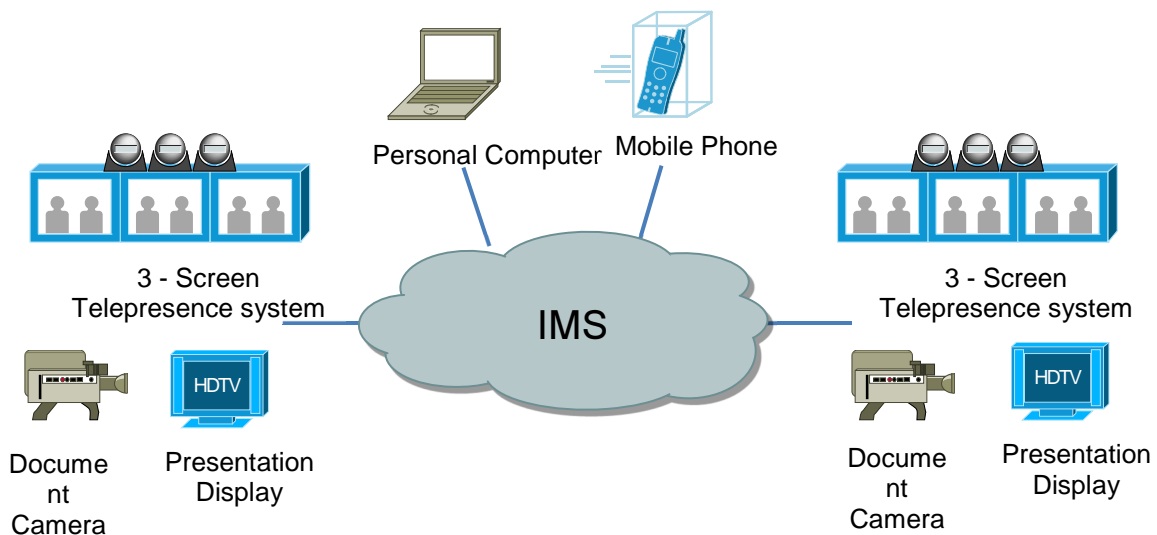 Personal Computer
Mobile Phone
3 - Screen
Telepresence system
3 - Screen
Telepresence system
IMS
HDTV
HDTV
Docume
nt
Camera
Presentation
Display
Docume
nt
Camera
Presentation
Display